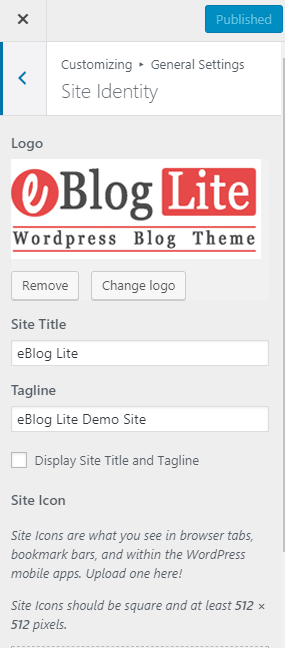 Published
Customizing ▸ General Settings
Site Identity
Logo
eBlog Lite
Wordpress Blog Theme
Remove
Change logo
Site Title
eBlog Lite
Tagline
eBlog Lite Demo Site
Display Site Title and Tagline
Site Icon
Site Icons are what you see in browser tabs,
bookmark bars, and within the WordPress
mobile apps. Upload one here!
Site Icons should be square and at least 512 ×
512 pixels.